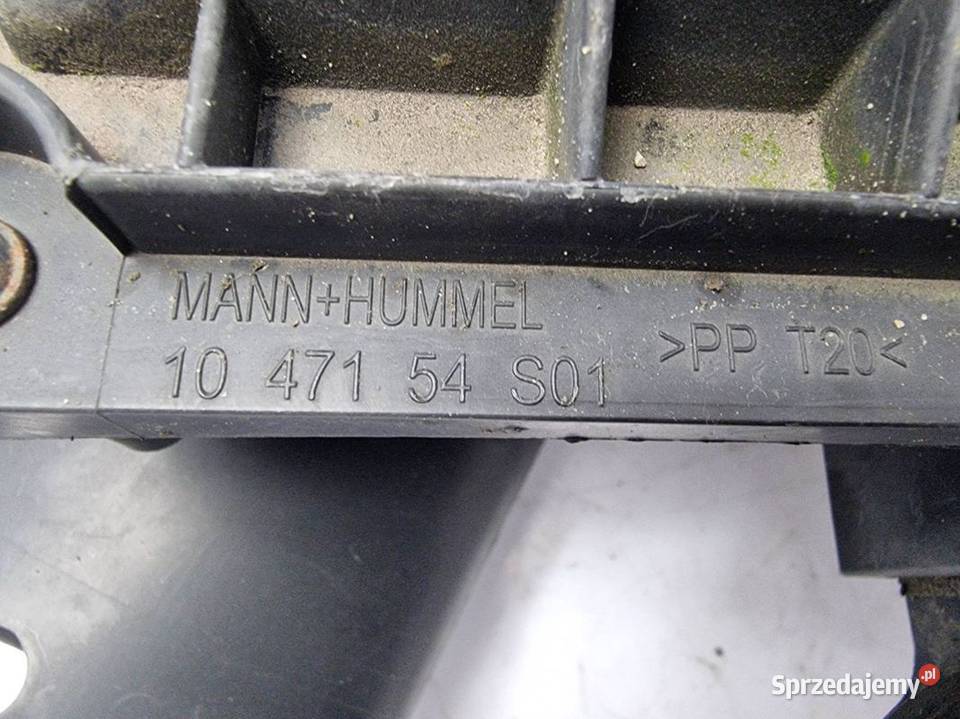 MANN+HUMMEL
10 471 54 S01
>PP T20<
Sprzedajemy.pl